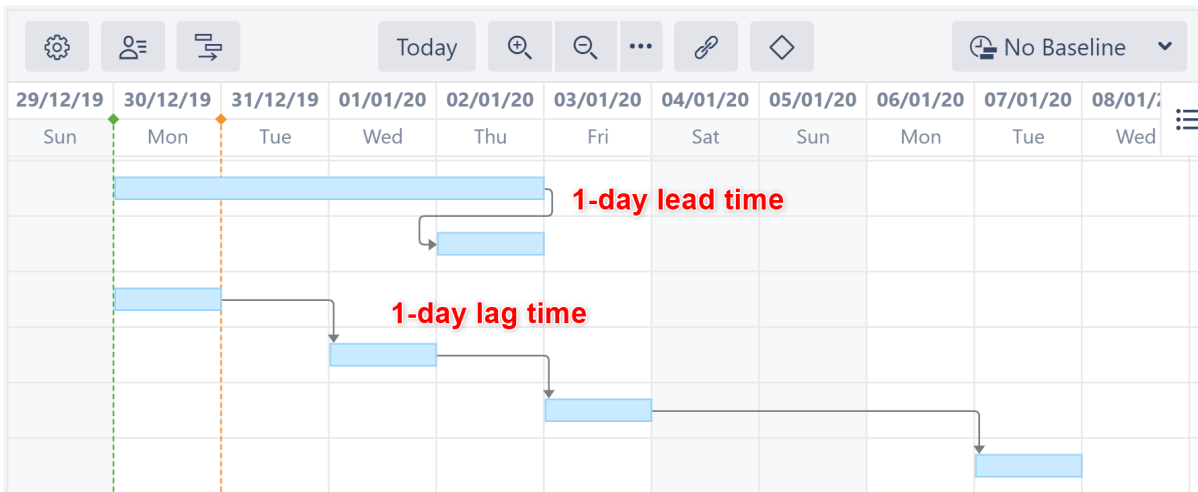 Today
No Baseline
29/12/19 30/12/19 31/12/19 01/01/20 02/01/20 03/01/20 04/01/20 05/01/20 06/01/20 07/01/20 08/01/
Sun Mon Tue Wed Thu Fri Sat Sun Mon Tue Wed
1-day lead time
1-day lag time